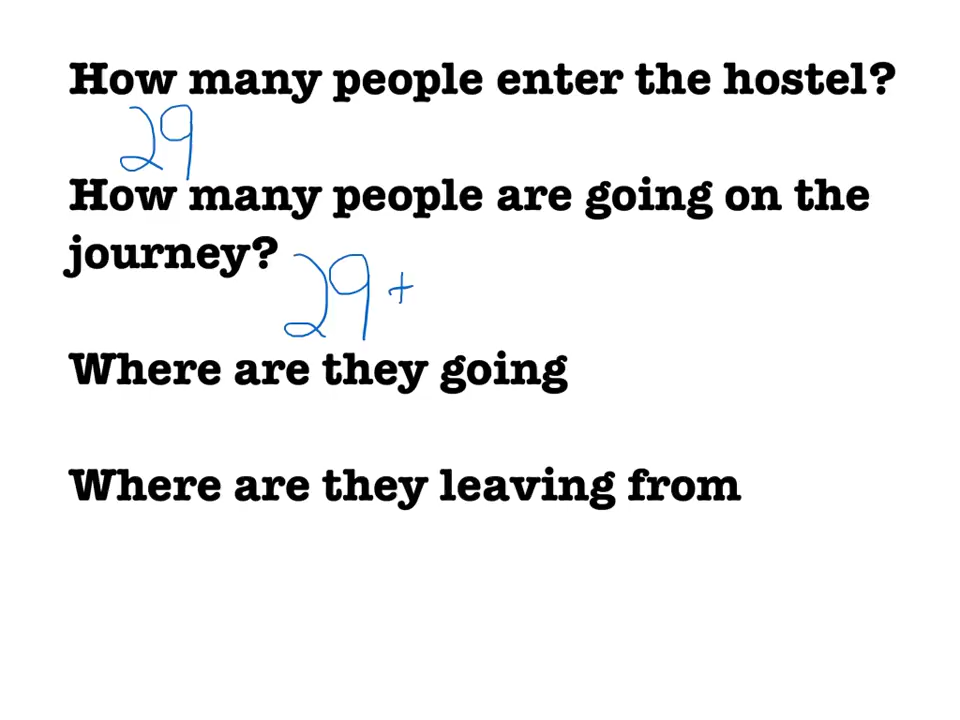 How many people enter the hostel?
29
How many people are going on the
journey?
29 +
Where are they going
Where are they leaving from